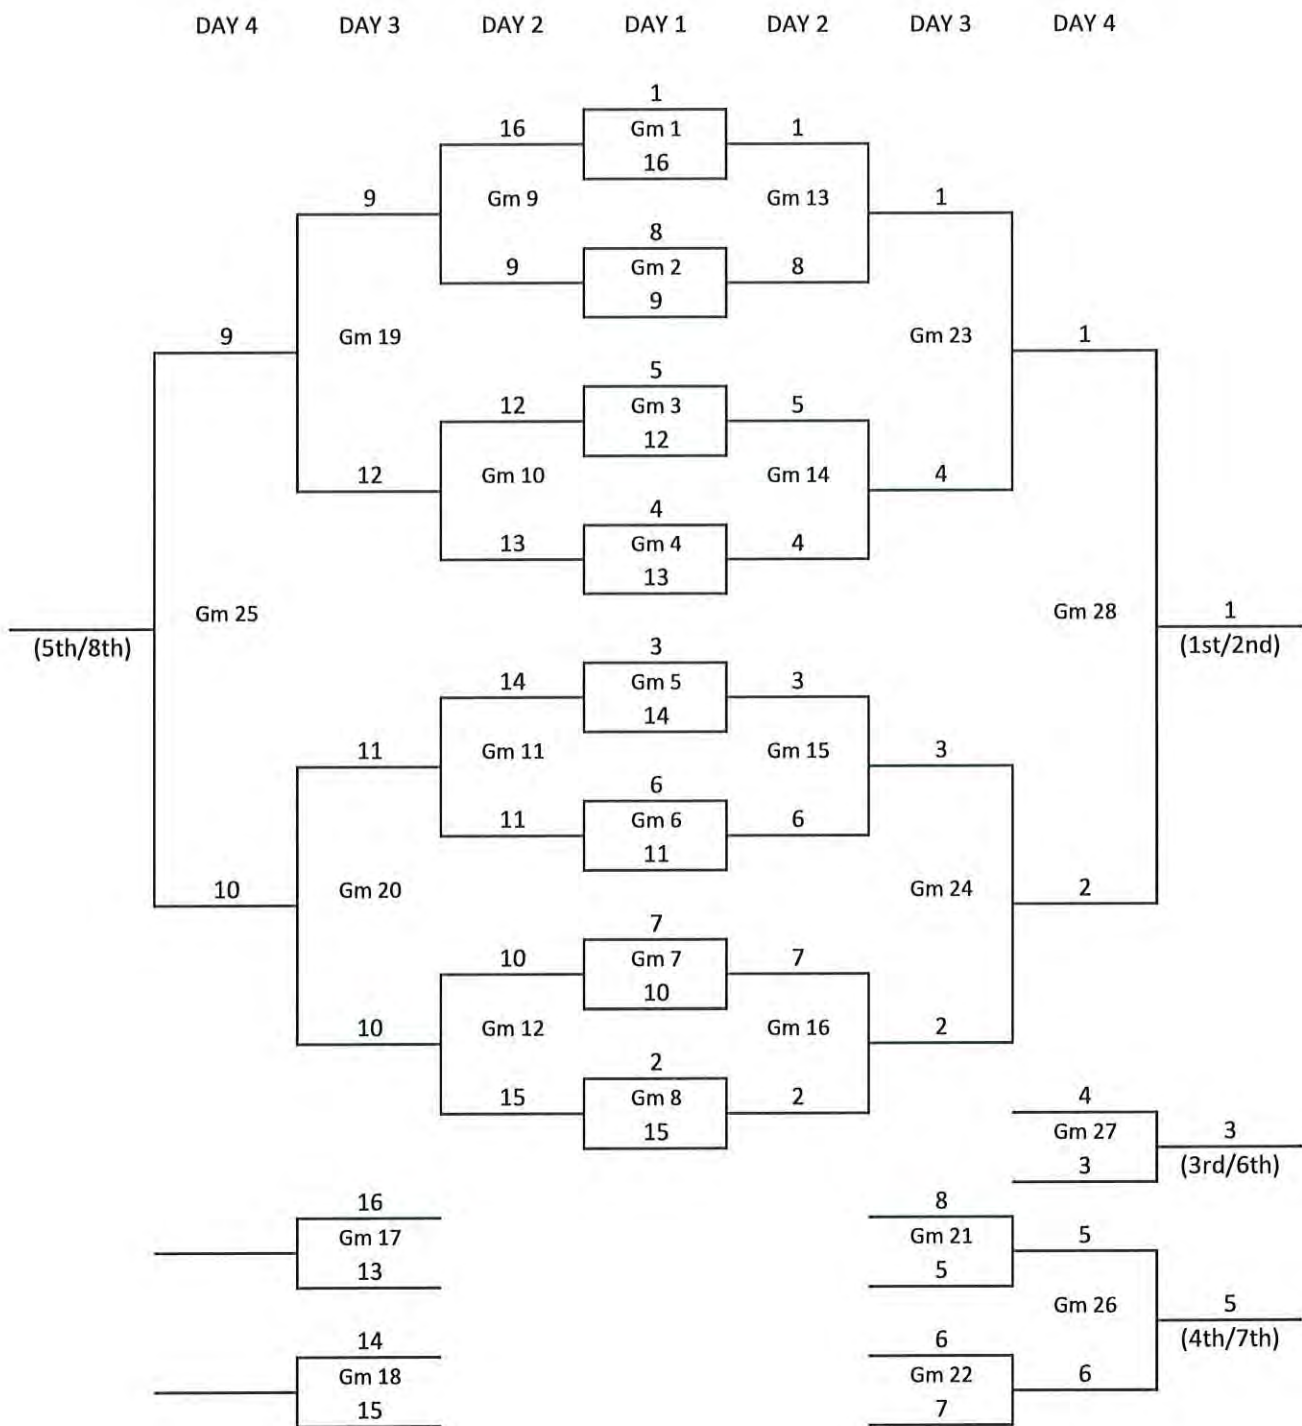 DAY 4 DAY 3 DAY 2 DAY 1 DAY 2 DAY 3 DAY 4
1
16 Gm 1 1
16
9 Gm 9 Gm 13 1
8
9 Gm 2 8
9
9 Gm 19 Gm 23 1
5
12 Gm 3 5
12
12 Gm 10 Gm 14 4
4
13 Gm 4 4
13
Gm 25 Gm 28 1
(5th/8th) (1st/2nd)
3
14 Gm 5 3
14
11 Gm 11 Gm 15 3
6
11 Gm 6 6
11
10 Gm 20 Gm 24 2
7
10 Gm 7 7
10
10 Gm 12 Gm 16 2
2
15 Gm 8 2 4
15 Gm 27 3
3 (3rd/6th)
16 8
Gm 17 Gm 21 5
13 5
Gm 26 5
(4th/7th)
14 6
Gm 18 Gm 22 6
15 7